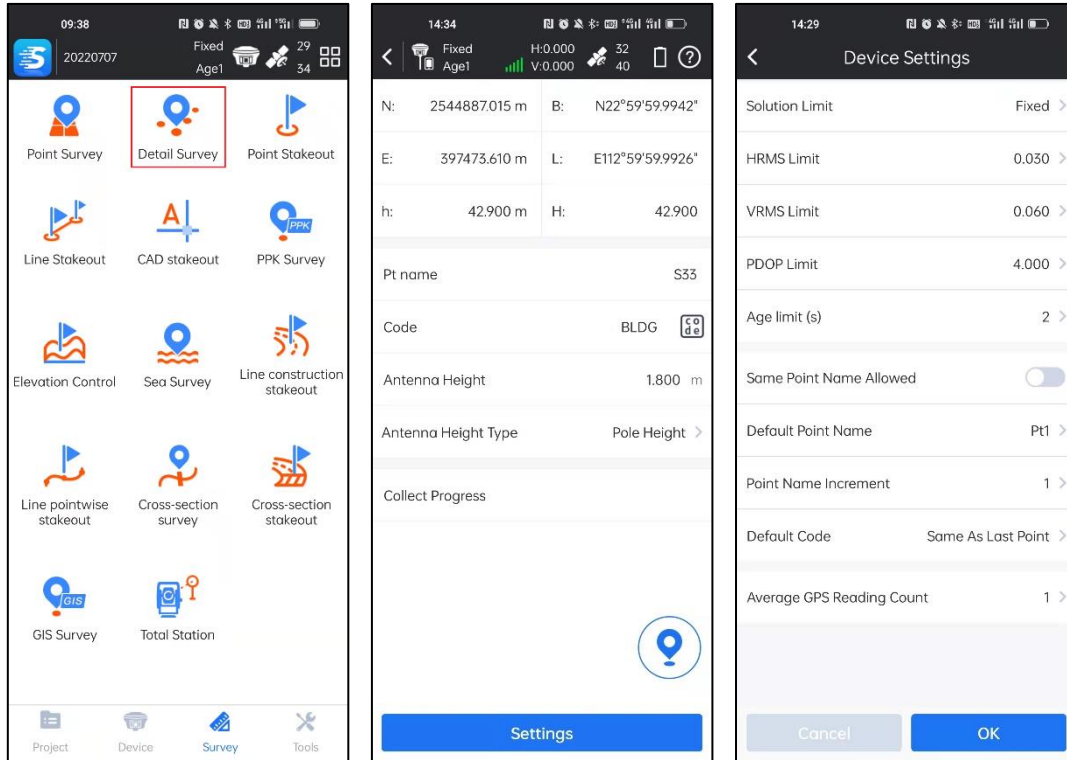 09:38
20220707
Fixed
Age1
29
34
Point Survey
Detail Survey
Point Stakeout
Line Stakeout
A
CAD stakeout
PPK
PPK Survey
Elevation Control
Sea Survey
Line construction
stakeout
Line pointwise
stakeout
Cross-section
survey
Cross-section
stakeout
GIS
GIS Survey
Total Station
Project
Device
Survey
Tools
14:34
Fixed
Age1
H:0.000
V:0.000
32
40
N: 2544887.015 m B: N22°59'59.9942"
E: 397473.610 m L: E112°59'59.9926"
h: 42.900 m H: 42.900
Pt name S33
Code BLDG code
Antenna Height 1.800 m
Antenna Height Type Pole Height
Collect Progress
Settings
14:29
Device Settings
Solution Limit Fixed
HRMS Limit 0.030
VRMS Limit 0.060
PDOP Limit 4.000
Age limit (s) 2
Same Point Name Allowed
Default Point Name Pt1
Point Name Increment 1
Default Code Same As Last Point
Average GPS Reading Count 1
Cancel
OK